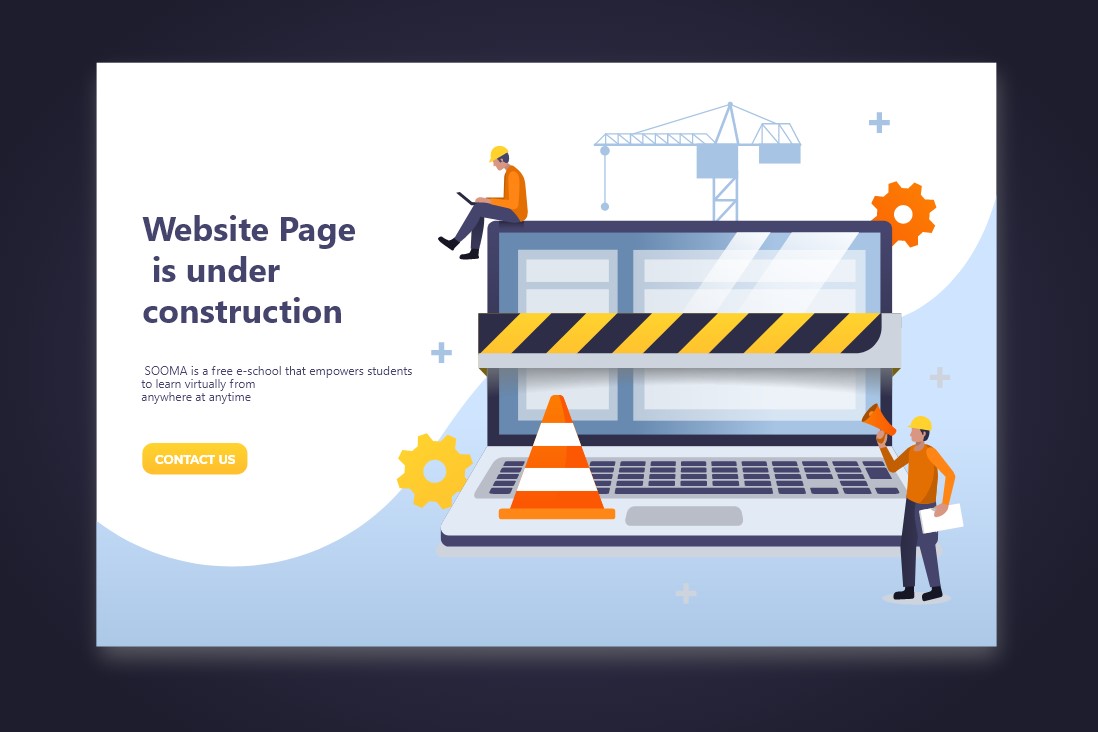 Website Page
is under
construction
SOOMA is a free e-school that empowers students
to learn virtually from
anywhere at anytime
CONTACT US